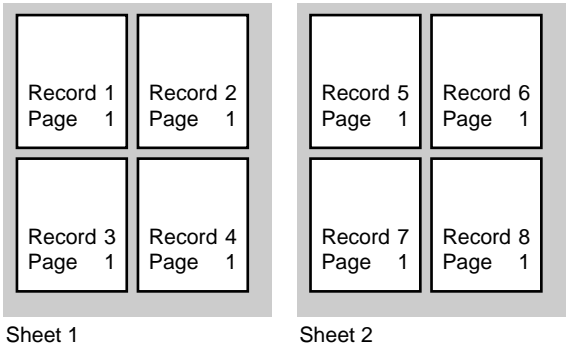 Record 1
Page 1
Record 2
Page 1
Record 3
Page 1
Record 4
Page 1
Sheet 1
Record 5
Page 1
Record 6
Page 1
Record 7
Page 1
Record 8
Page 1
Sheet 2